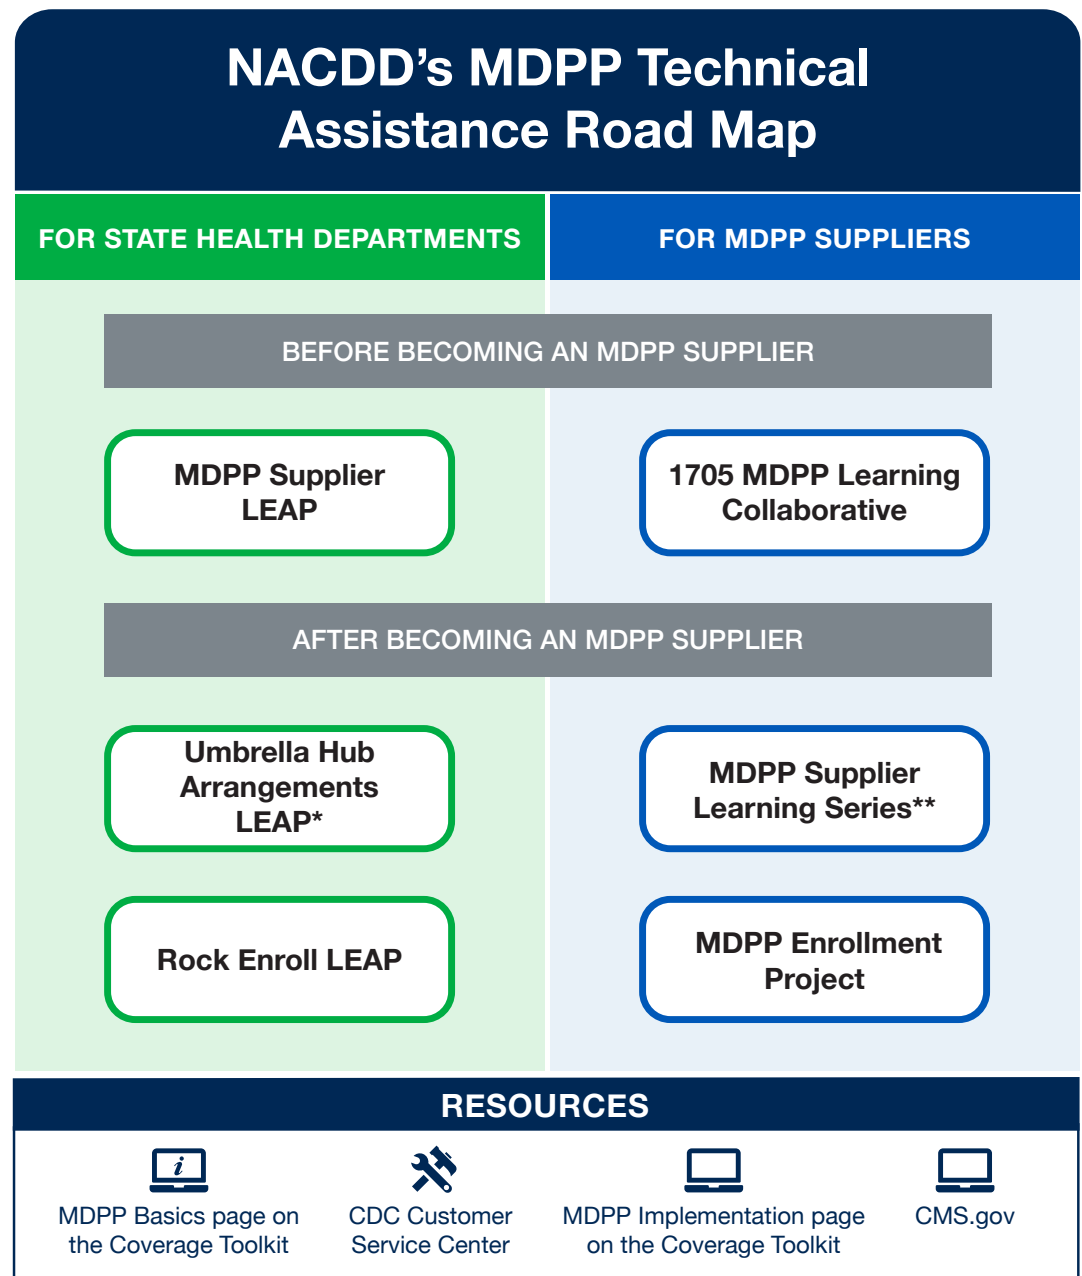 NACDD's MDPP Technical
Assistance Road Map
FOR STATE HEALTH DEPARTMENTS
FOR MDPP SUPPLIERS
BEFORE BECOMING AN MDPP SUPPLIER
MDPP Supplier
LEAP
1705 MDPP Learning
Collaborative
AFTER BECOMING AN MDPP SUPPLIER
Umbrella Hub
Arrangements
LEAP*
MDPP Supplier
Learning Series**
Rock Enroll LEAP
MDPP Enrollment
Project
RESOURCES
i
MDPP Basics page on
the Coverage Toolkit
CDC Customer
Service Center
MDPP Implementation page
on the Coverage Toolkit
CMS.gov